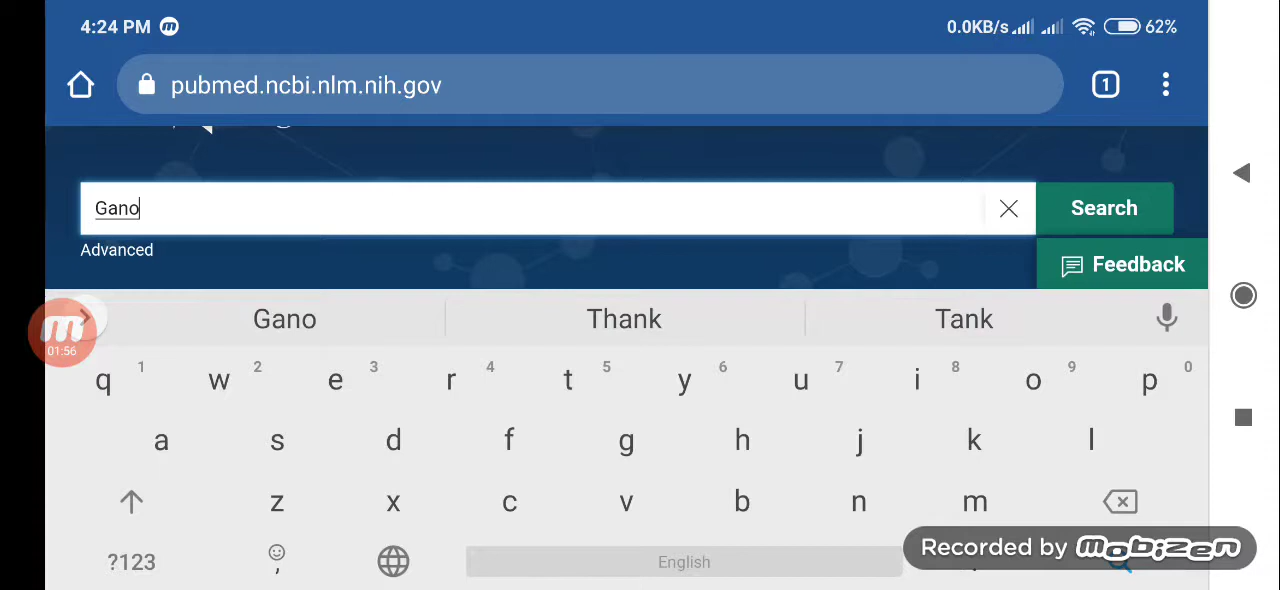 4:24 PM
0.0KB/s 62%
pubmed.ncbi.nlm.nih.gov
1
Gano
Search
Advanced
Feedback
Gano Thank Tank
01:56
1 2 3 4 5 6 7 8 9 0
q w e r t y u i o p
a s d f g h j k l
z x c v b n m
?123 , English .
Recorded by mobizen